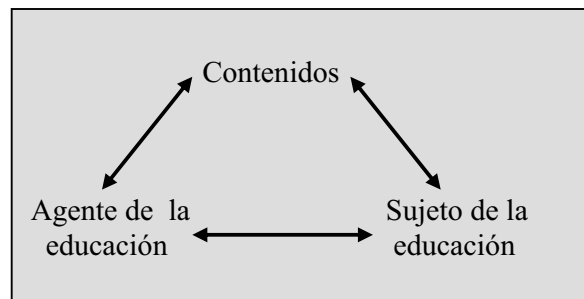 Contenidos
Agente de la
educación
Sujeto de la
educación